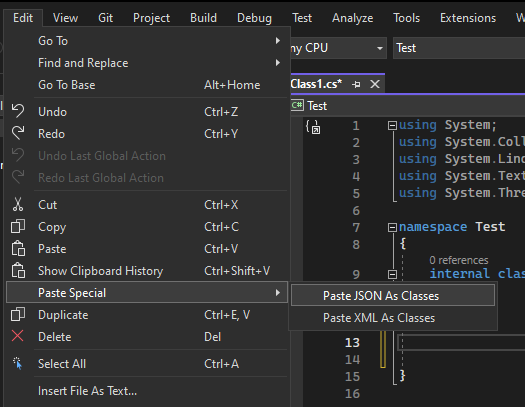 Edit View Git Project Build Debug Test Analyze Tools Extensions W
Go To
Find and Replace
Go To Base Alt+Home
Undo Ctrl+Z
Redo Ctrl+Y
Undo Last Global Action
Redo Last Global Action
Cut Ctrl+X
Copy Ctrl+C
Paste Ctrl+V
Show Clipboard History Ctrl+Shift+V
Paste Special
Duplicate Ctrl+E, V
Delete Del
Select All Ctrl+A
Insert File As Text...
Paste JSON As Classes
Paste XML As Classes
ny CPU Test
Class1.cs*
C# Test
1 using System;
2 using System.Coll
3 using System.Linq
4 using System.Text
5 using System.Thre
6
7 namespace Test
8 {
0 references
9 internal clas
13
14
15 }
16